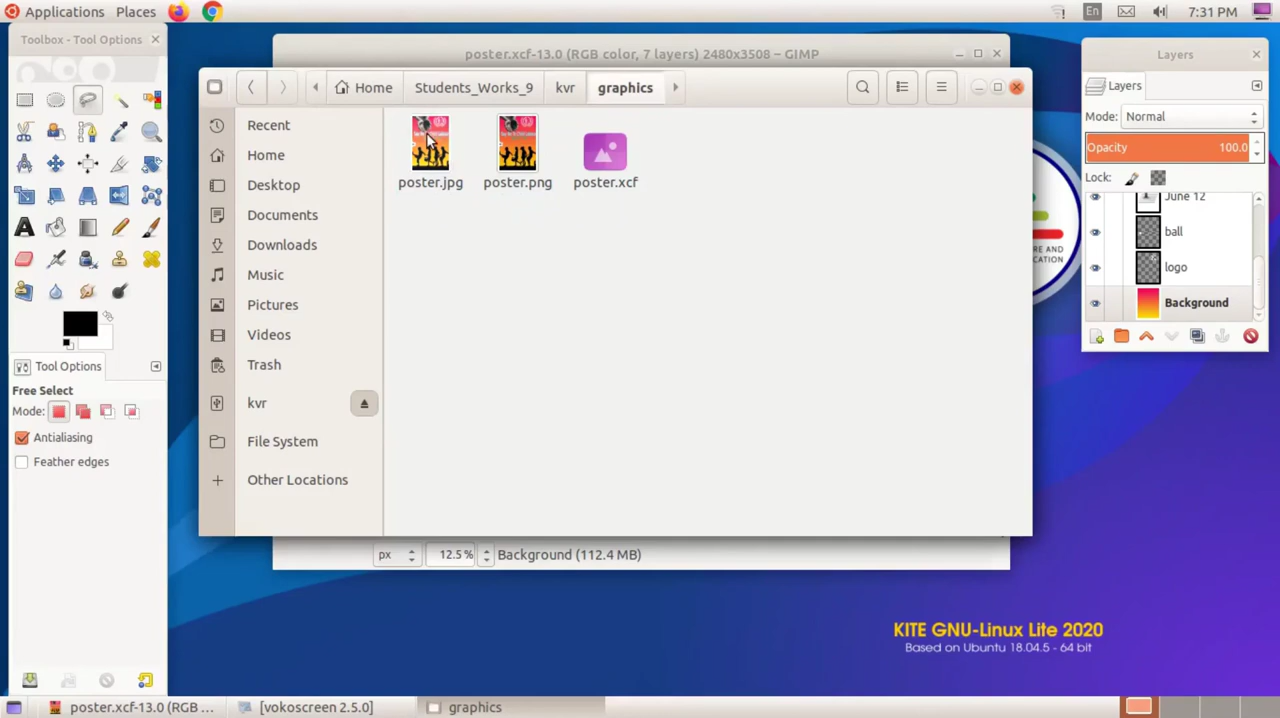 Applications Places En 7:31 PM
Toolbox - Tool Options
poster.xcf-13.0 (RGB color, 7 layers) 2480x3508 – GIMP
Layers
Home Students_Works_9 kvr graphics
Layers
Mode: Normal
Opacity 100.0
Lock:
Recent
Home
Desktop
Documents
Downloads
Music
Pictures
Videos
Trash
kvr
File System
Other Locations
poster.jpg
poster.png
poster.xcf
June 12
ball
logo
Background
RE AND
CATION
A
Tool Options
Free Select
Mode:
Antialiasing
Feather edges
px 12.5% Background (112.4 MB)
KITE GNU-Linux Lite 2020
Based on Ubuntu 18.04.5 - 64 bit
poster.xcf-13.0 (RGB ... [vokoscreen 2.5.0] graphics